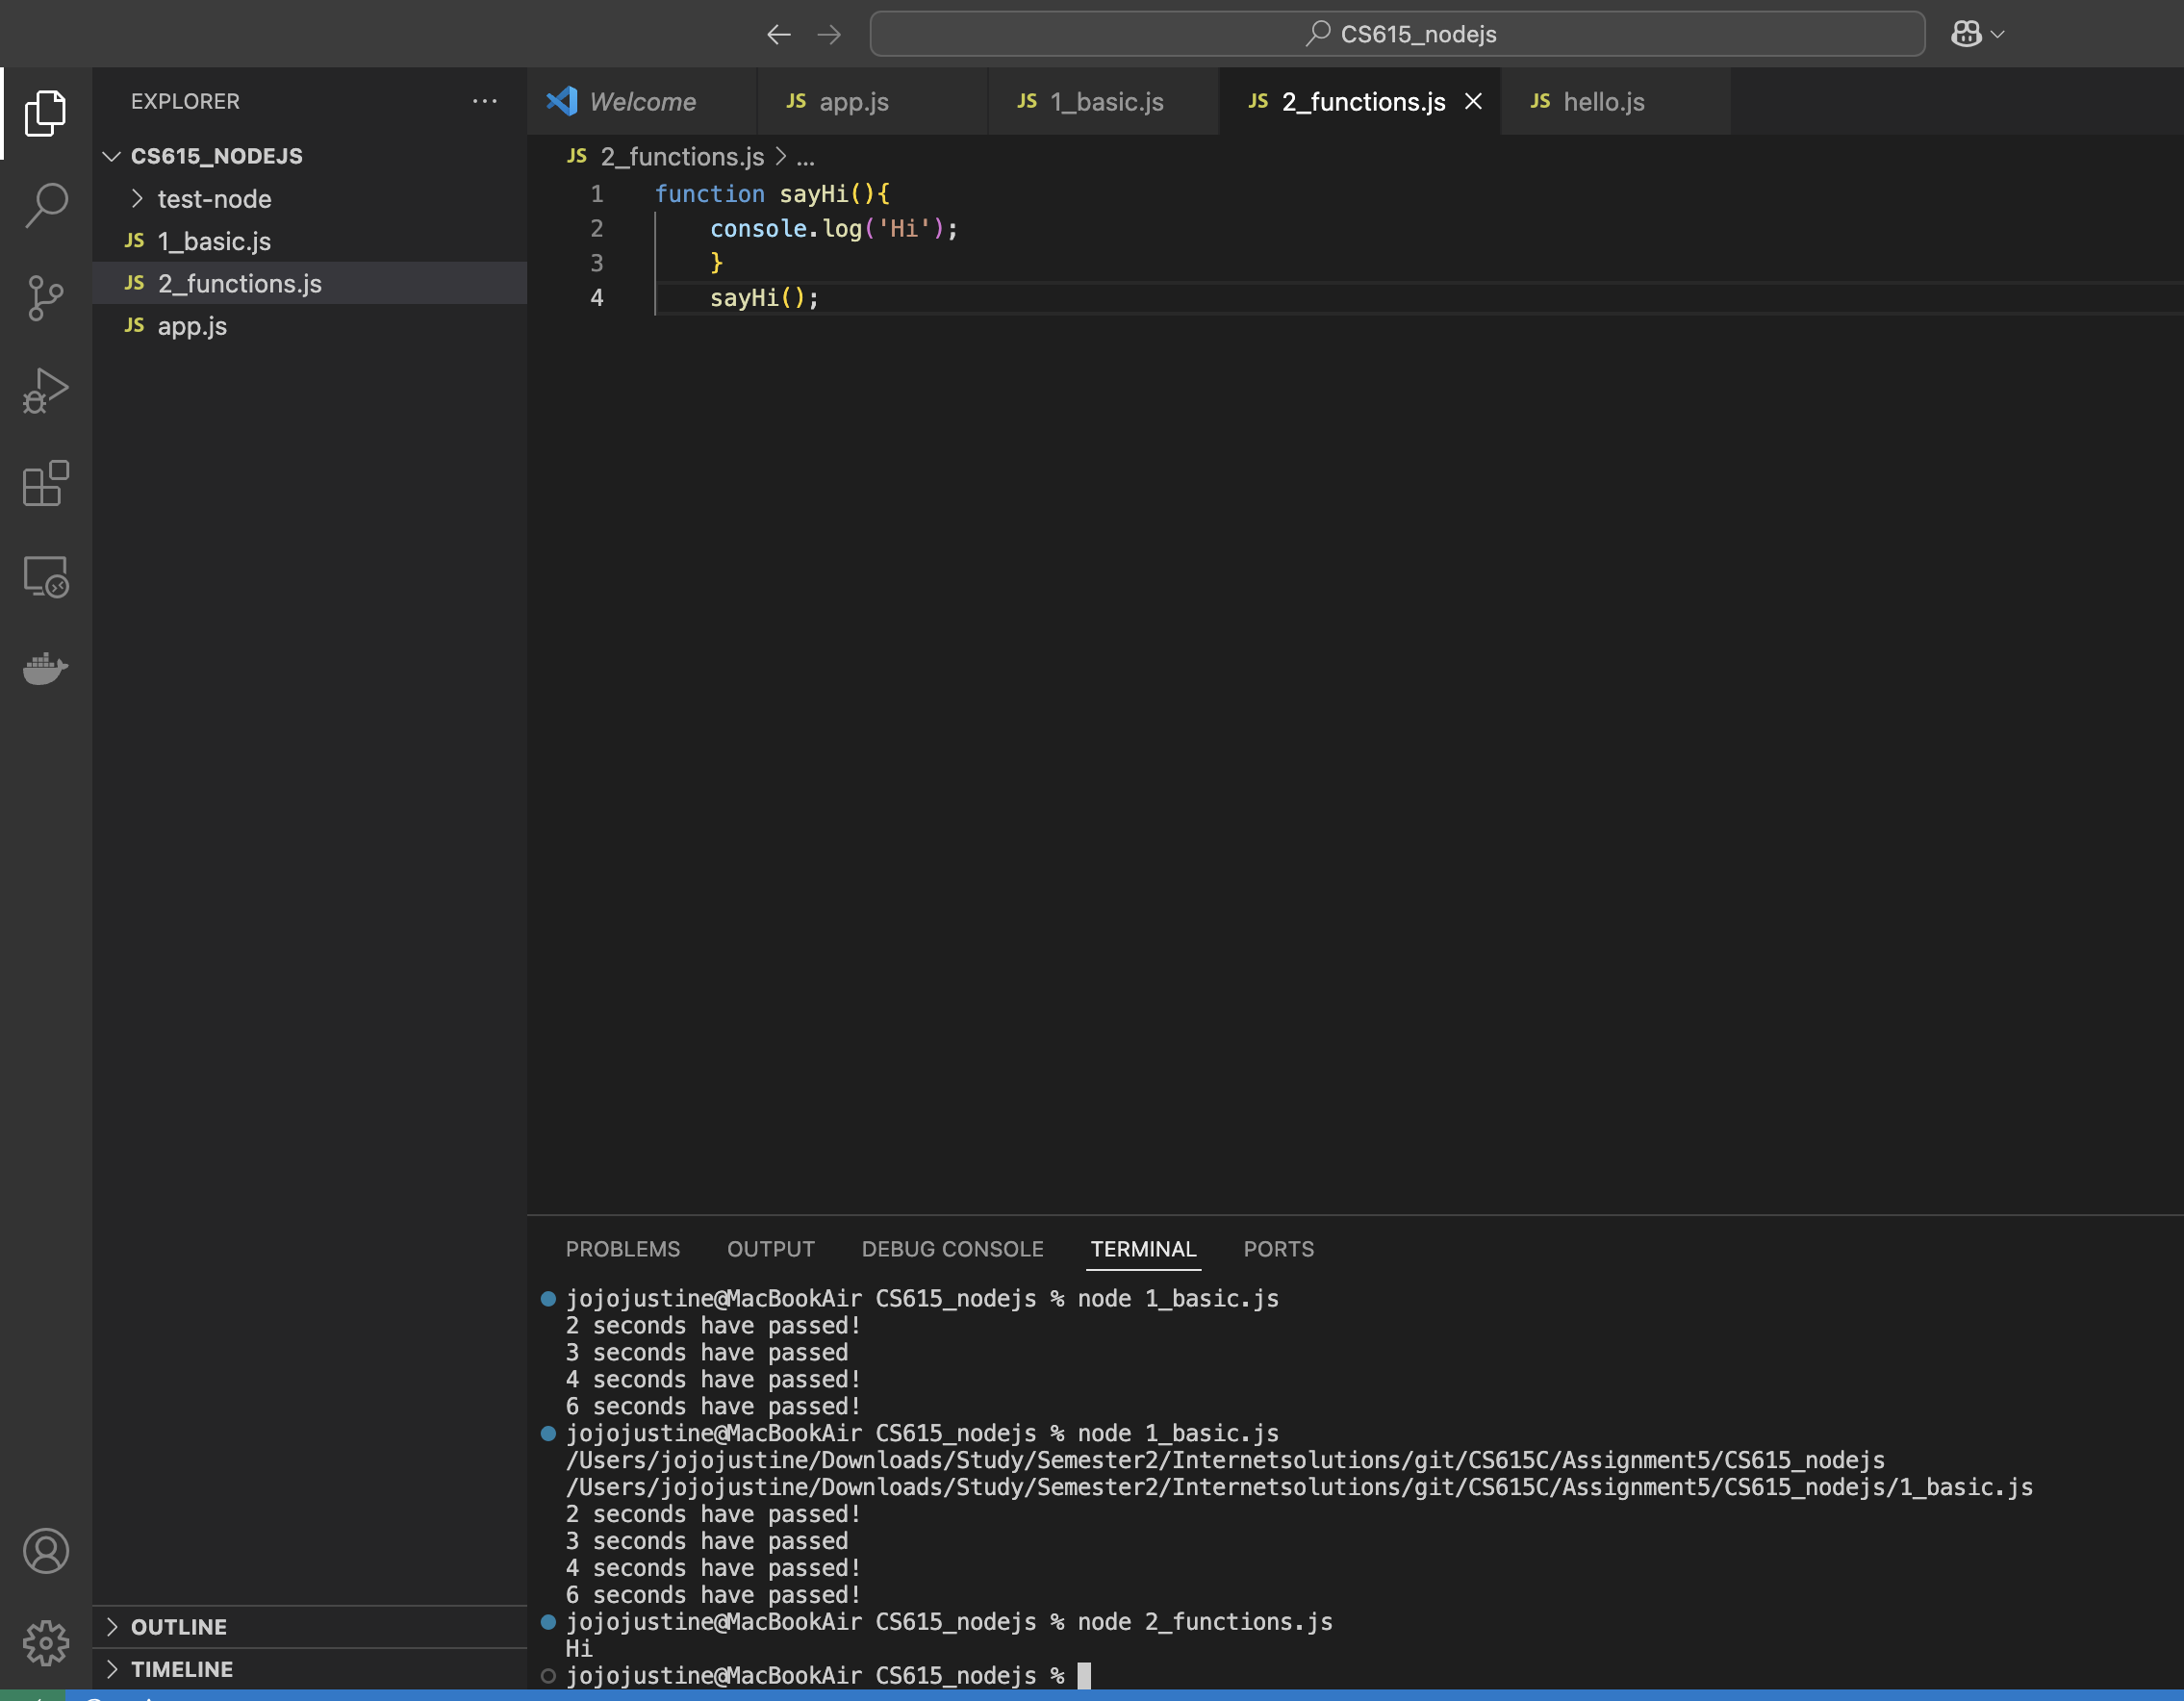 CS615_nodejs
EXPLORER
CS615_NODEJS
test-node
JS 1_basic.js
JS 2_functions.js
JS app.js
Welcome
JS app.js
JS 1_basic.js
JS 2_functions.js
JS hello.js
JS 2_functions.js > ...
1 function sayHi(){
2 console.log('Hi');
3 }
4 sayHi();
PROBLEMS OUTPUT DEBUG CONSOLE TERMINAL PORTS
jojojustine@MacBookAir CS615_nodejs % node 1_basic.js
2 seconds have passed!
3 seconds have passed
4 seconds have passed!
6 seconds have passed!
jojojustine@MacBookAir CS615_nodejs % node 1_basic.js
/Users/jojojustine/Downloads/Study/Semester2/Internetsolutions/git/CS615C/Assignment5/CS615_nodejs
/Users/jojojustine/Downloads/Study/Semester2/Internetsolutions/git/CS615C/Assignment5/CS615_nodejs/1_basic.js
2 seconds have passed!
3 seconds have passed
4 seconds have passed!
6 seconds have passed!
jojojustine@MacBookAir CS615_nodejs % node 2_functions.js
Hi
jojojustine@MacBookAir CS615_nodejs %
OUTLINE
TIMELINE